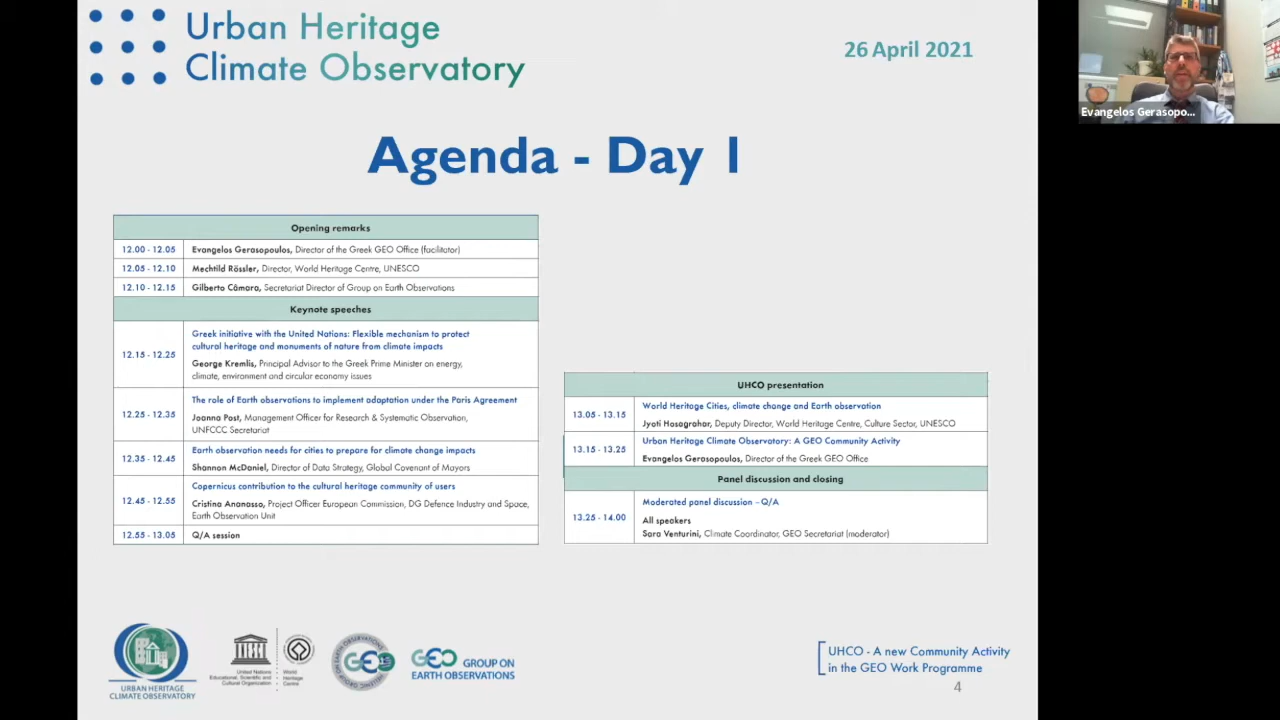 Urban Heritage
Climate Observatory
26 April 2021
Evangelos Gerasopo...
Agenda - Day 1
Opening remarks
12.00 - 12.05 Evangelos Gerasopoulos, Director of the Greek GEO Office (facilitator)
12.05 - 12.10 Mechtild Rössler, Director, World Heritage Centre, UNESCO
12.10 - 12.15 Gilberto Câmara, Secretariat Director of Group on Earth Observations
Keynote speeches
12.15 - 12.25
Greek initiative with the United Nations: Flexible mechanism to protect
cultural heritage and monuments of nature from climate impacts
George Kremlis, Principal Advisor to the Greek Prime Minister on energy,
climate, environment and circular economy issues
12.25 - 12.35
The role of Earth observations to implement adaptation under the Paris Agreement
Joanna Post, Management Officer for Research & Systematic Observation,
UNFCCC Secretariat
12.35 - 12.45
Earth observation needs for cities to prepare for climate change impacts
Shannon McDaniel, Director of Data Strategy, Global Covenant of Mayors
12.45 - 12.55
Copernicus contribution to the cultural heritage community of users
Cristina Ananasso, Project Officer European Commission, DG Defence Industry and Space,
Earth Observation Unit
12.55 - 13.05 Q/A session
UHCO presentation
13.05 - 13.15
World Heritage Cities, climate change and Earth observation
Jyoti Hosagrahar, Deputy Director, World Heritage Centre, Culture Sector, UNESCO
13.15 - 13.25
Urban Heritage Climate Observatory: A GEO Community Activity
Evangelos Gerasopoulos, Director of the Greek GEO Office
Panel discussion and closing
13.25 - 14.00
Moderated panel discussion – Q/A
All speakers
Sara Venturini, Climate Coordinator, GEO Secretariat (moderator)
URBAN HERITAGE
CLIMATE OBSERVATORY
United Nations
Educational, Scientific and
Cultural Organization
World
Heritage
Centre
GEO
GEO GROUP ON
EARTH OBSERVATIONS
UHCO - A new Community Activity
in the GEO Work Programme
4